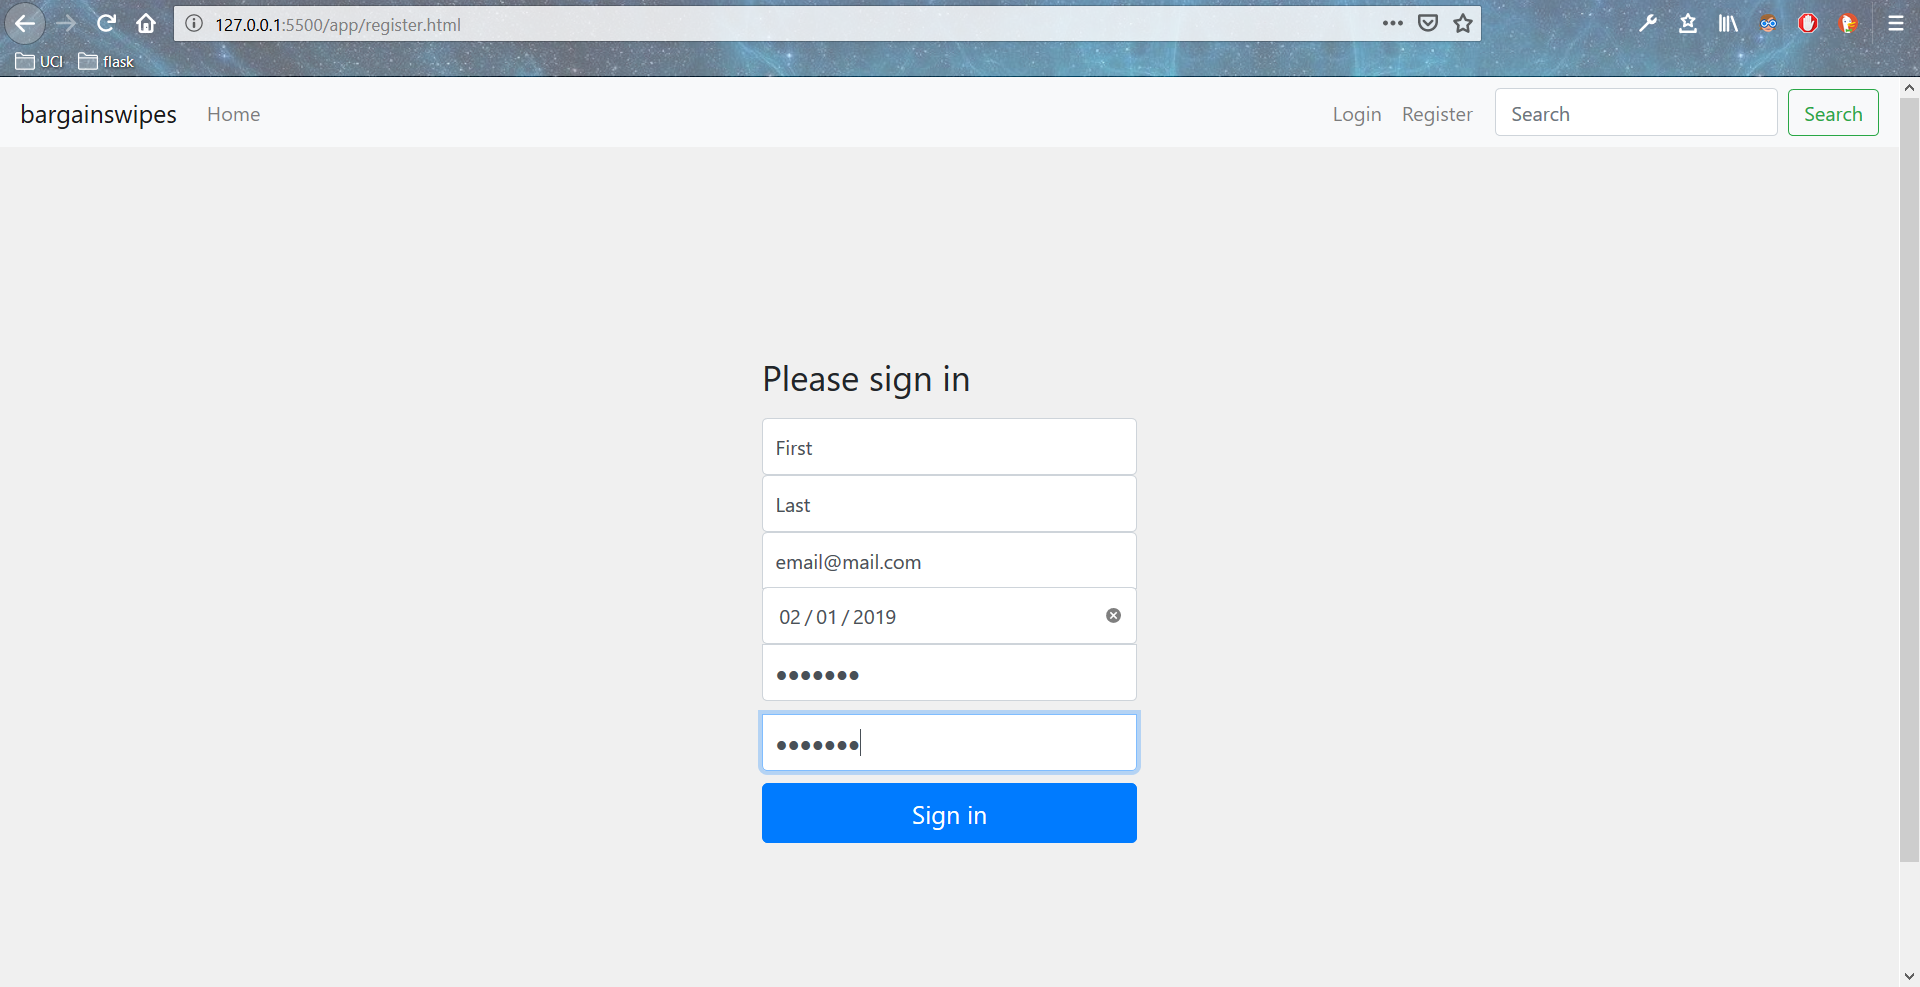 127.0.0.1:5500/app/register.html
UCI flask
bargainswipes Home Login Register Search Search
Please sign in
First
Last
email@mail.com
02 / 01 / 2019
●●●●●●●
●●●●●●●
Sign in